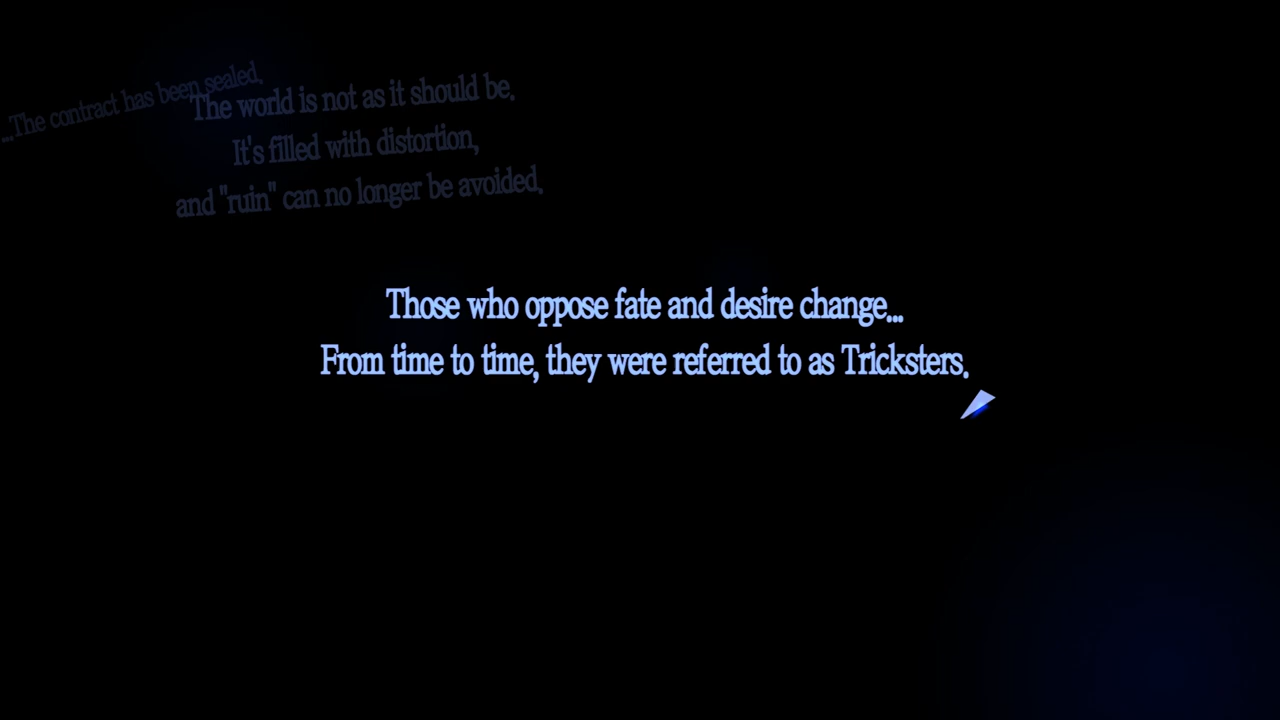 ...The contract has been sealed.
The world is not as it should be.
It's filled with distortion,
and "ruin" can no longer be avoided.
Those who oppose fate and desire change...
From time to time, they were referred to as Tricksters.